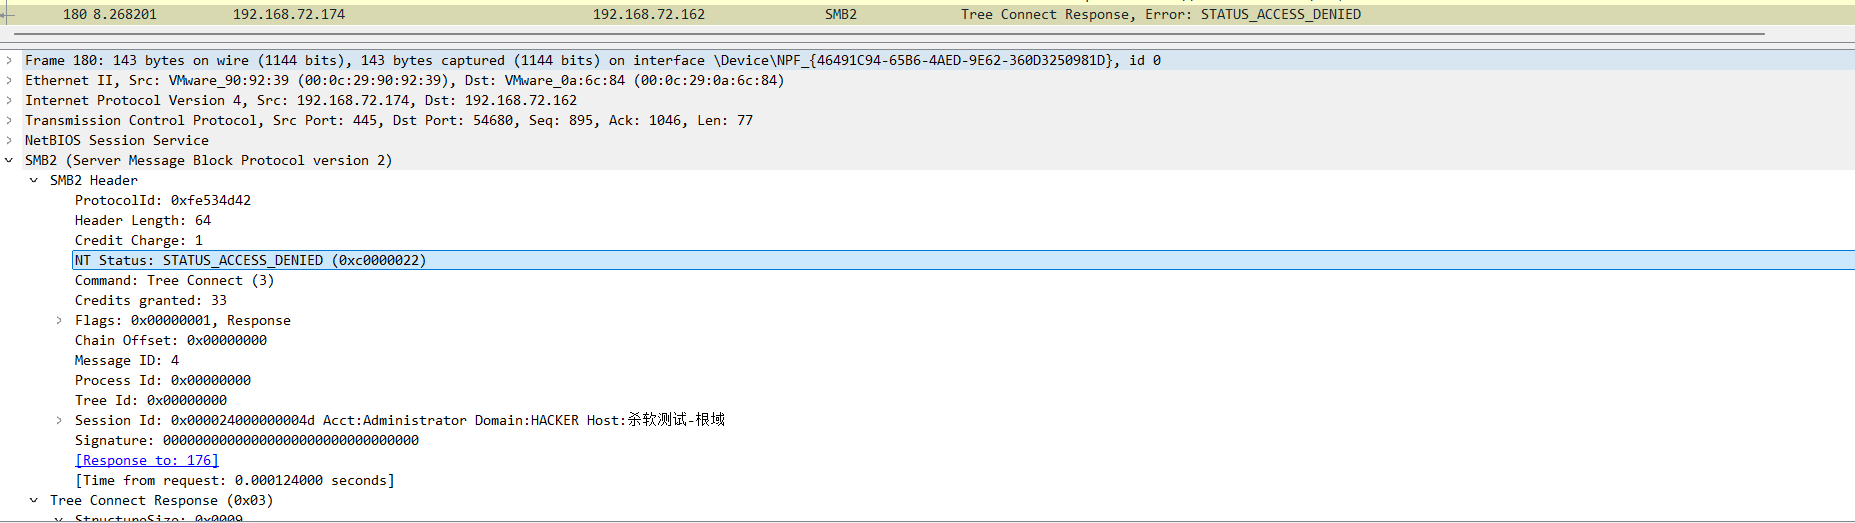 180 8.268201 192.168.72.174 192.168.72.162 SMB2 Tree Connect Response, Error: STATUS_ACCESS_DENIED
Frame 180: 143 bytes on wire (1144 bits), 143 bytes captured (1144 bits) on interface \Device\NPF_{46491C94-65B6-4AED-9E62-360D3250981D}, id 0
Ethernet II, Src: VMware_90:92:39 (00:0c:29:90:92:39), Dst: VMware_0a:6c:84 (00:0c:29:0a:6c:84)
Internet Protocol Version 4, Src: 192.168.72.174, Dst: 192.168.72.162
Transmission Control Protocol, Src Port: 445, Dst Port: 54680, Seq: 895, Ack: 1046, Len: 77
NetBIOS Session Service
SMB2 (Server Message Block Protocol version 2)
SMB2 Header
ProtocolId: 0xfe534d42
Header Length: 64
Credit Charge: 1
NT Status: STATUS_ACCESS_DENIED (0xc0000022)
Command: Tree Connect (3)
Credits granted: 33
Flags: 0x00000001, Response
Chain Offset: 0x00000000
Message ID: 4
Process Id: 0x00000000
Tree Id: 0x00000000
Session Id: 0x000024000000004d Acct:Administrator Domain:HACKER Host:杀软测试-根域
Signature: 00000000000000000000000000000000
[Response to: 176]
[Time from request: 0.000124000 seconds]
Tree Connect Response (0x03)
StructureSize: 0x0009